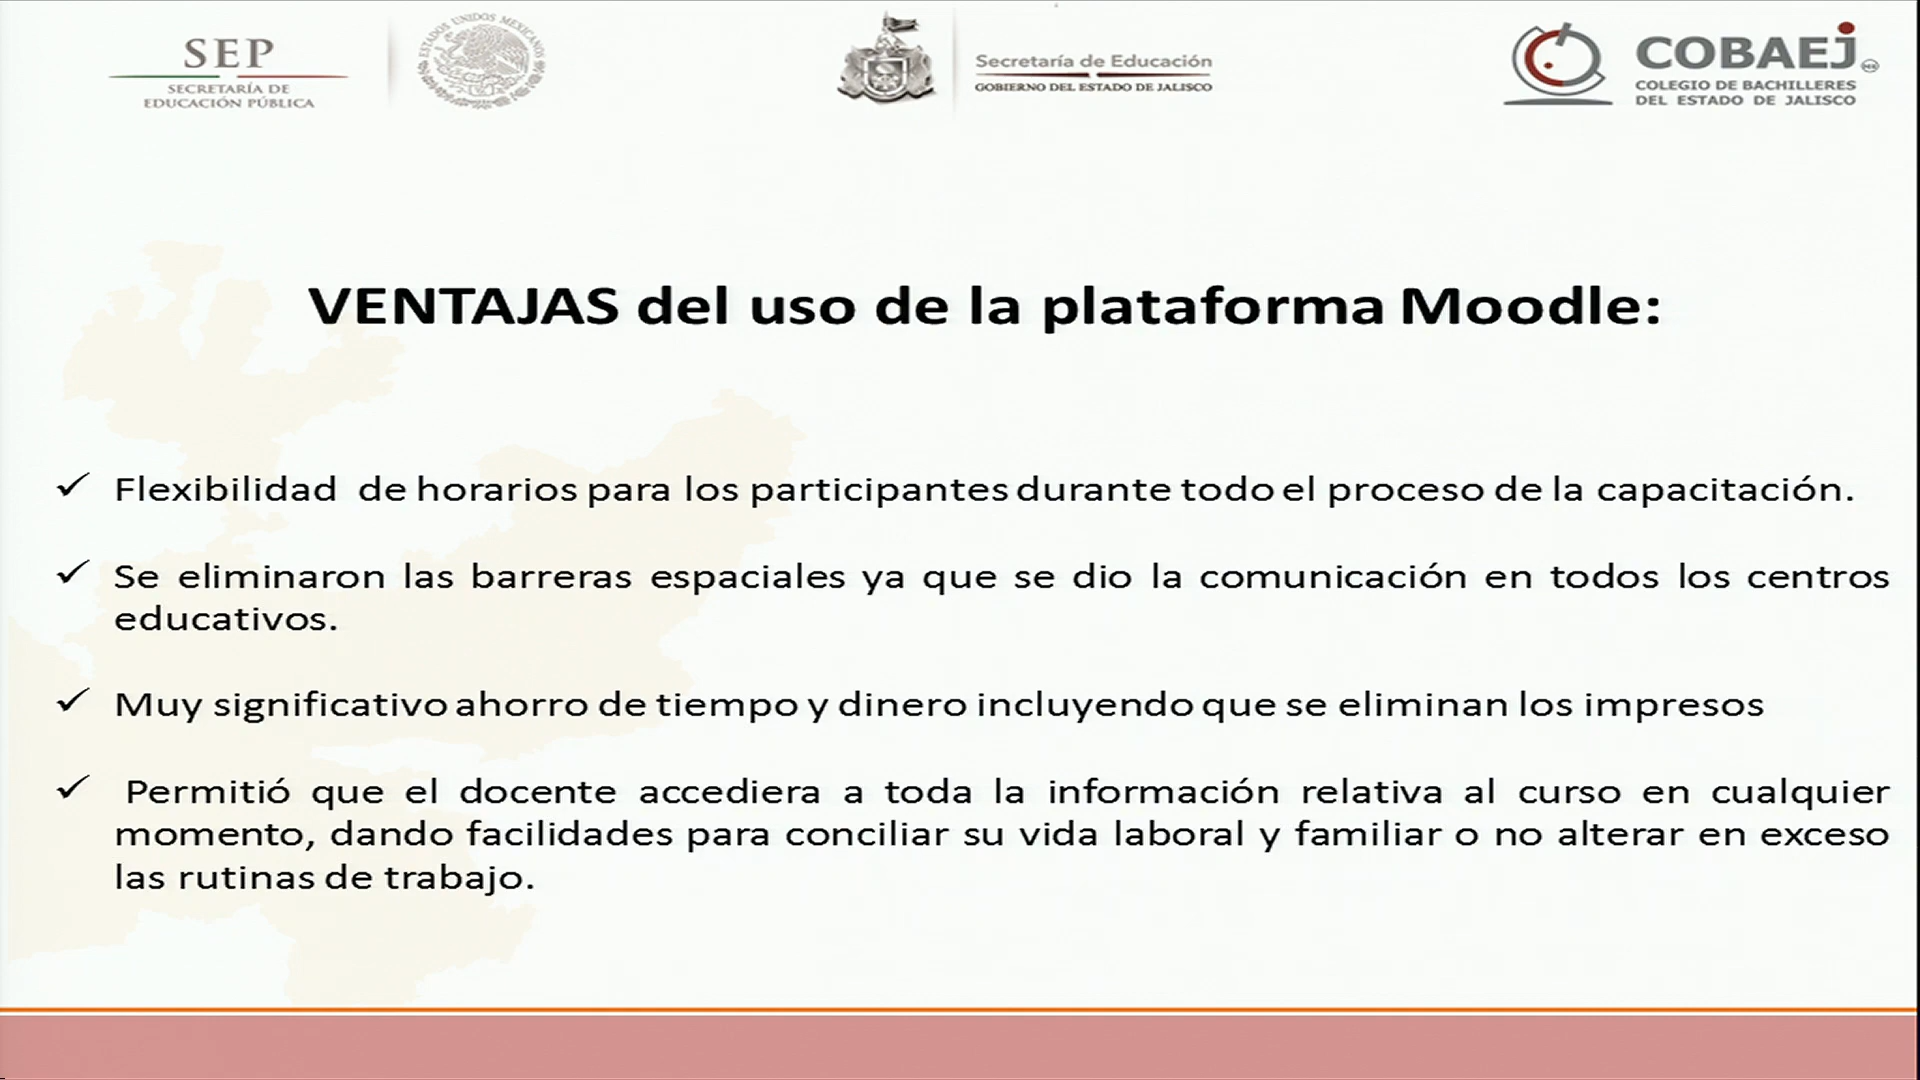 SEP
SECRETARÍA DE
EDUCACIÓN PÚBLICA
ESTADOS UNIDOS MEXICANOS
Secretaría de Educación
GOBIERNO DEL ESTADO DE JALISCO
COBAEJ
COLEGIO DE BACHILLERES
DEL ESTADO DE JALISCO
VENTAJAS del uso de la plataforma Moodle:
✓ Flexibilidad de horarios para los participantes durante todo el proceso de la capacitación.
✓ Se eliminaron las barreras espaciales ya que se dio la comunicación en todos los centros
educativos.
✓ Muy significativo ahorro de tiempo y dinero incluyendo que se eliminan los impresos
✓ Permitió que el docente accediera a toda la información relativa al curso en cualquier
momento, dando facilidades para conciliar su vida laboral y familiar o no alterar en exceso
las rutinas de trabajo.